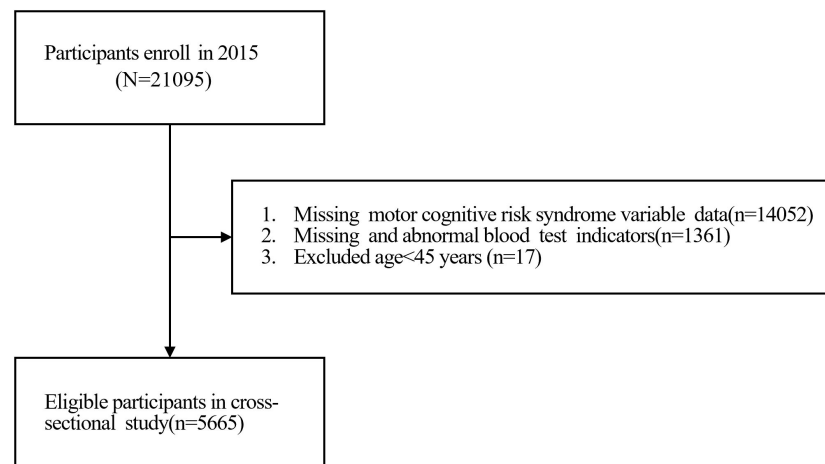 Participants enroll in 2015
(N=21095)
1. Missing motor cognitive risk syndrome variable data(n=14052)
2. Missing and abnormal blood test indicators(n=1361)
3. Excluded age<45 years (n=17)
Eligible participants in cross-
sectional study(n=5665)